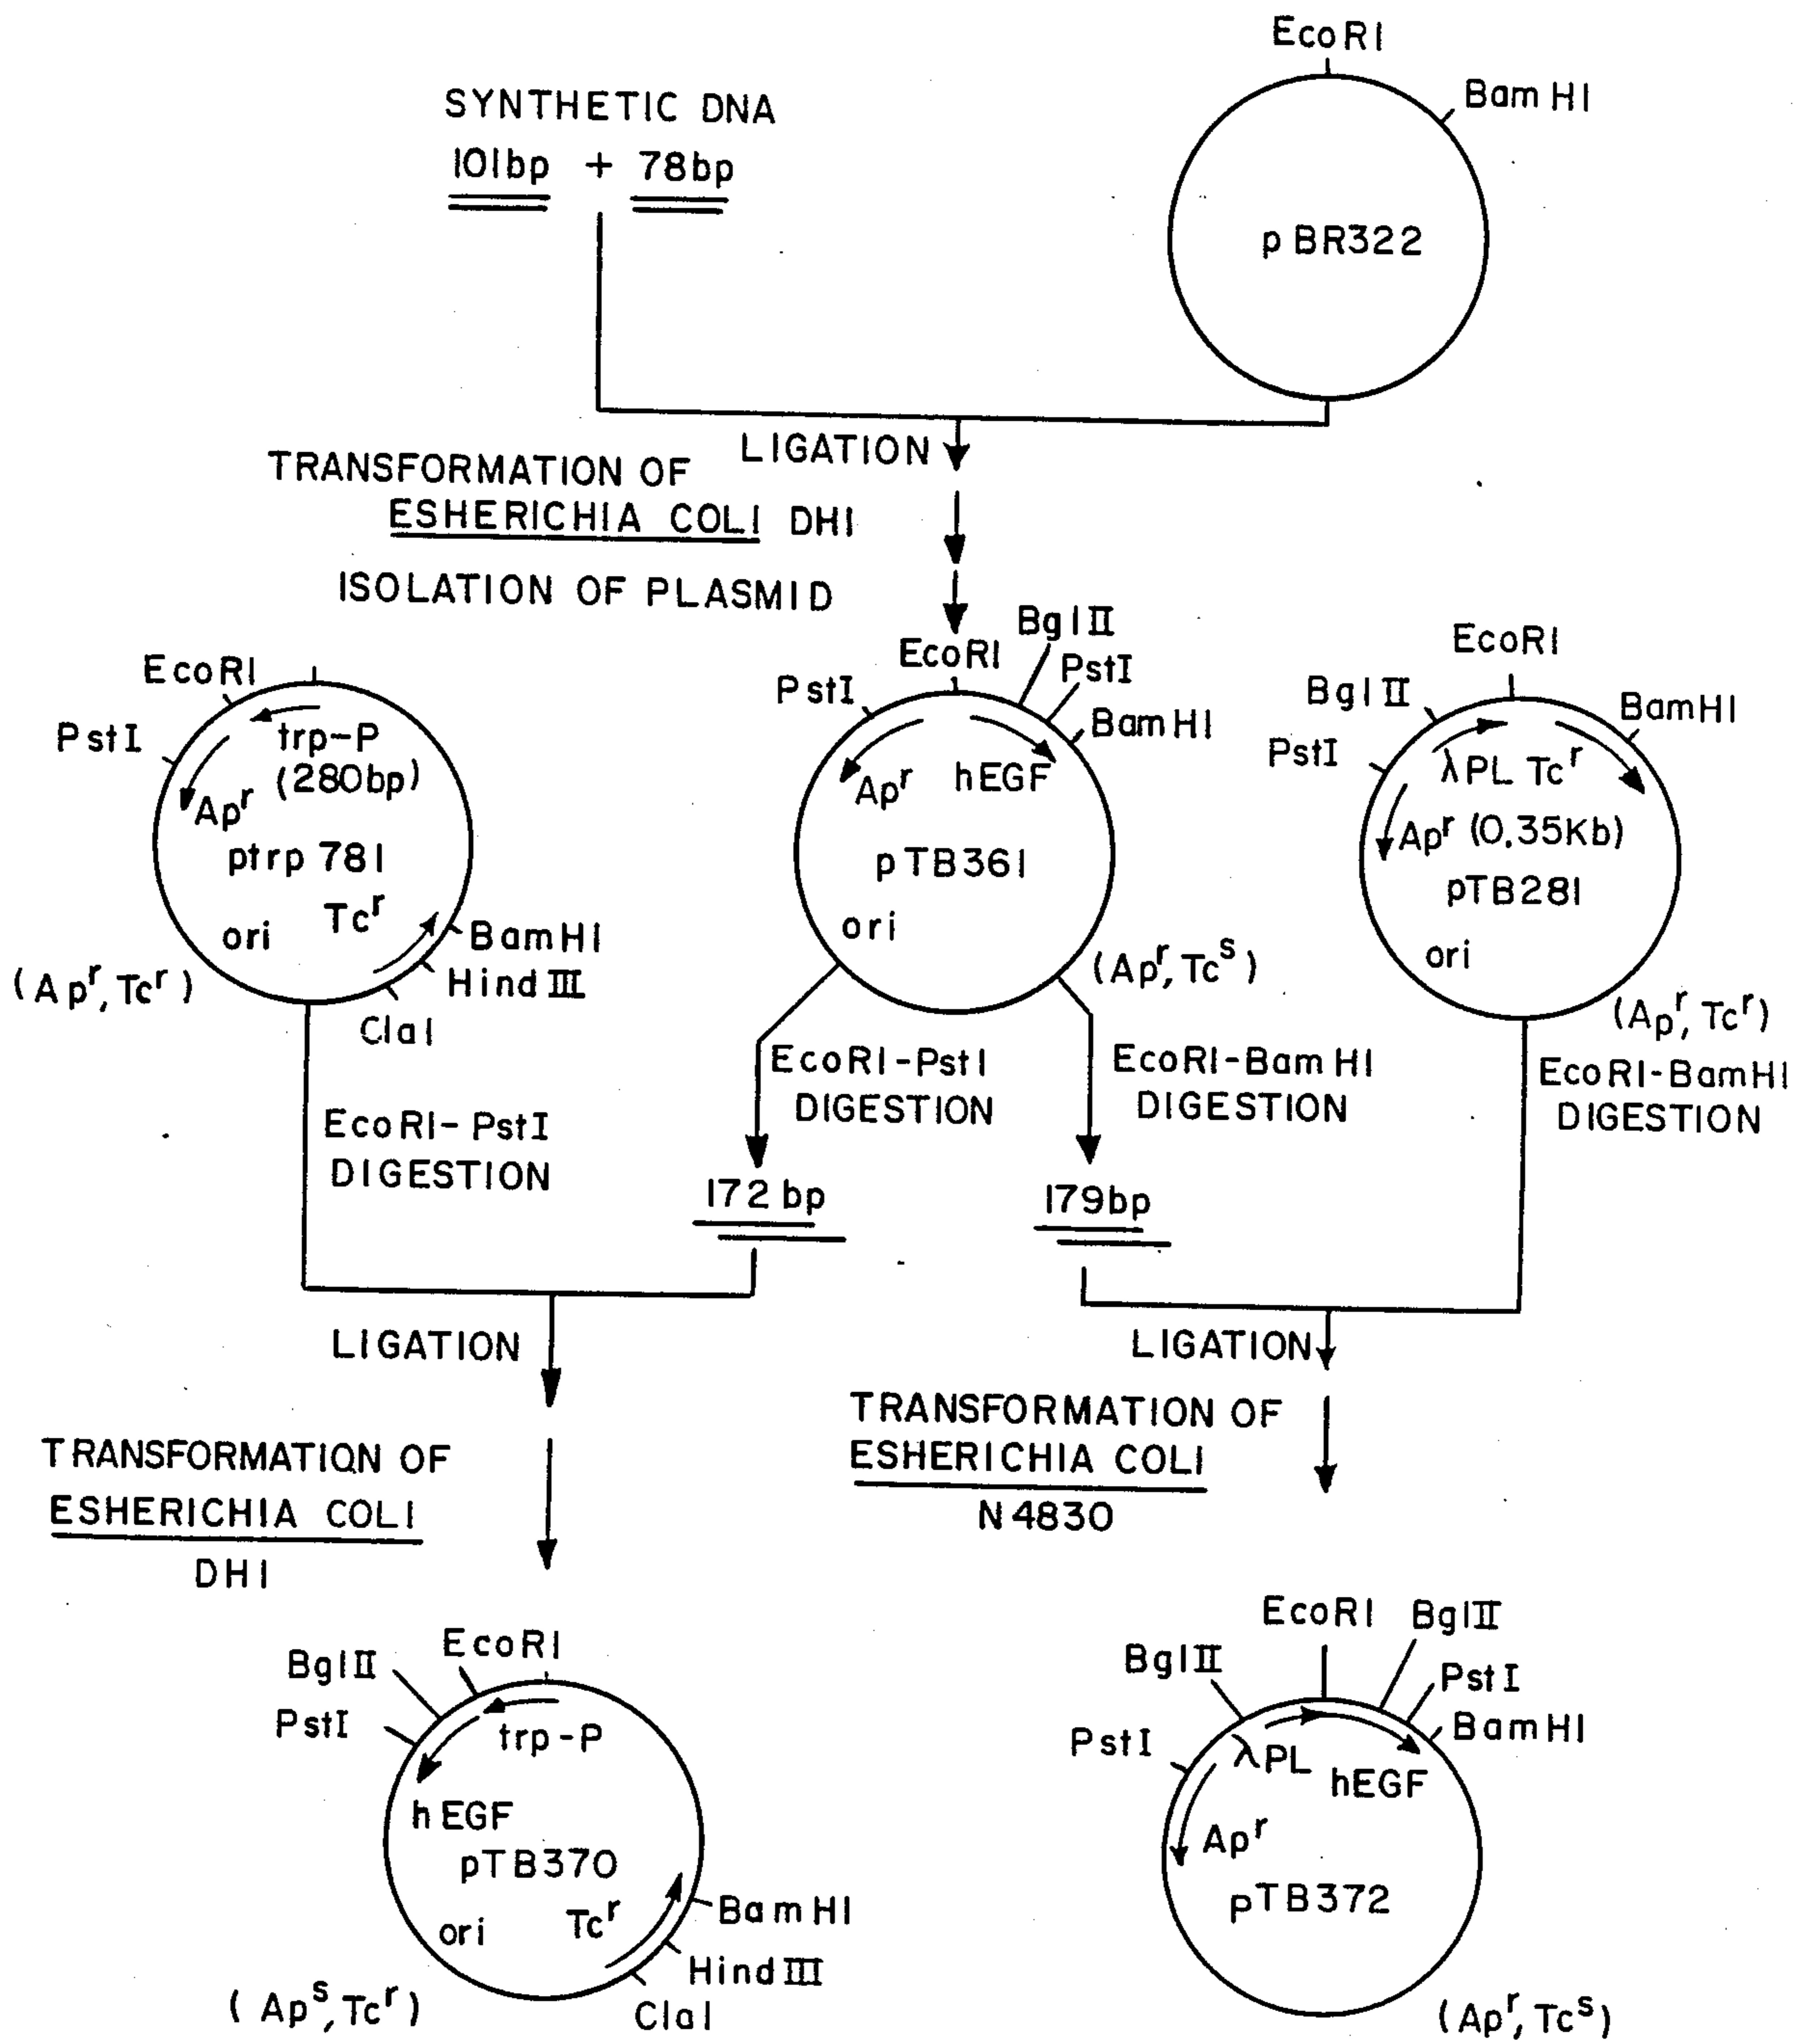 EcoRI
BamHI
SYNTHETIC DNA
101bp + 78bp
pBR322
LIGATION
TRANSFORMATION OF
ESHERICHIA COLI DHI
ISOLATION OF PLASMID
EcoRI
PstI
trp-P
(280bp)
Apr
ptrp 781
Tcr
ori
BamHI
HindIII
ClaI
(Apr, Tcr)
EcoRI
BglII
PstI
PstI
BamHI
Apr
hEGF
pTB361
ori
(Apr, Tcs)
EcoRI
BglII
BamHI
PstI
λPL Tcr
Apr (0.35Kb)
pTB281
ori
(Apr, Tcr)
EcoRI-PstI
DIGESTION
EcoRI-PstI
DIGESTION
EcoRI-BamHI
DIGESTION
EcoRI-BamHI
DIGESTION
172 bp
179bp
LIGATION
LIGATION
TRANSFORMATION OF
ESHERICHIA COLI
DHI
TRANSFORMATION OF
ESHERICHIA COLI
N4830
EcoRI
BglII
PstI
trp-P
hEGF
pTB370
ori
Tcr
BamHI
HindIII
ClaI
(Aps, Tcr)
EcoRI
BglII
BglII
PstI
BamHI
PstI
λPL
hEGF
Apr
pTB372
(Apr, Tcs)